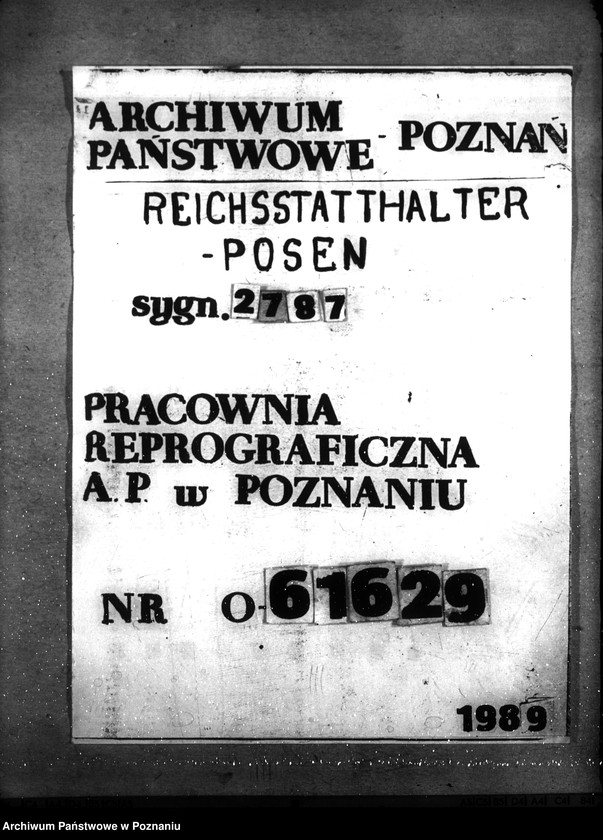 ARCHIWUM
PAŃSTWOWE - POZNAŃ
REICHSSTATTHALTER
-POSEN
sygn. 2787
PRACOWNIA
REPROGRAFICZNA
A.P. w POZNANIU
NR O-61629
1989
Archiwum Państwowe w Poznaniu